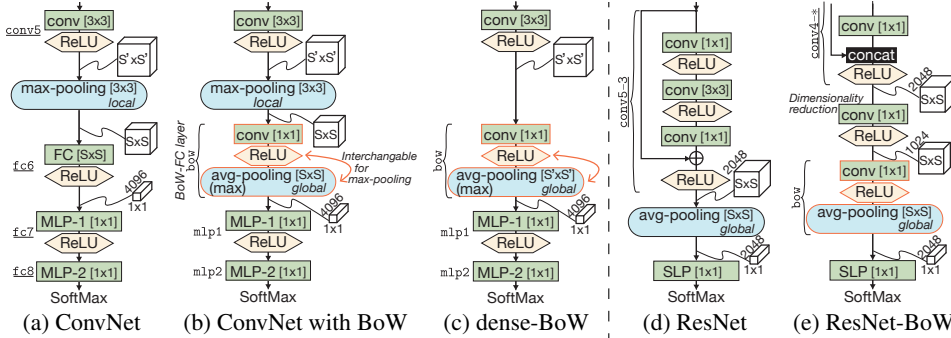 conv5
conv [3x3]
ReLU
S'xS'
max-pooling [3x3]
local
SxS
fc6
FC [SxS]
ReLU
4096
1x1
fc7
MLP-1 [1x1]
ReLU
fc8
MLP-2 [1x1]
SoftMax
(a) ConvNet
conv [3x3]
ReLU
S'xS'
max-pooling [3x3]
local
SxS
BoW-FC layer
bow
conv [1x1]
ReLU
Interchangable
for
max-pooling
avg-pooling [SxS]
(max) global
4096
1x1
mlp1
MLP-1 [1x1]
ReLU
mlp2
MLP-2 [1x1]
SoftMax
(b) ConvNet with BoW
conv [3x3]
ReLU
S'xS'
bow
conv [1x1]
ReLU
avg-pooling [S'xS']
(max) global
4096
1x1
mlp1
MLP-1 [1x1]
ReLU
mlp2
MLP-2 [1x1]
SoftMax
(c) dense-BoW
conv5-3
conv [1x1]
ReLU
conv [3x3]
ReLU
conv [1x1]
2048
ReLU
SxS
avg-pooling [SxS]
global
2048
1x1
SLP [1x1]
SoftMax
(d) ResNet
conv4-*
conv [1x1]
concat
ReLU
2048
SxS
Dimensionality
reduction
conv [1x1]
ReLU
1024
bow
conv [1x1]
ReLU
avg-pooling [SxS]
global
2048
1x1
SLP [1x1]
SoftMax
(e) ResNet-BoW